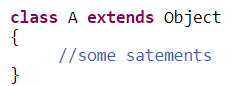 class A extends Object
{
//some satements
}